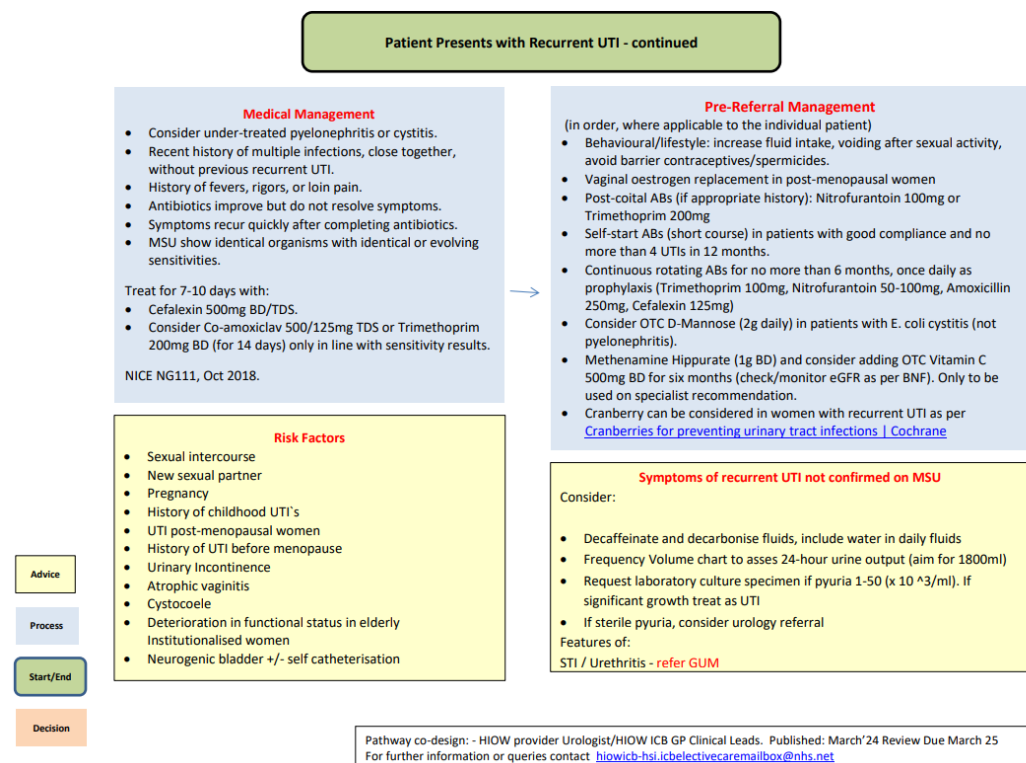 Patient Presents with Recurrent UTI - continued
Medical Management
• Consider under-treated pyelonephritis or cystitis.
• Recent history of multiple infections, close together,
without previous recurrent UTI.
• History of fevers, rigors, or loin pain.
• Antibiotics improve but do not resolve symptoms.
• Symptoms recur quickly after completing antibiotics.
• MSU show identical organisms with identical or evolving
sensitivities.
Treat for 7-10 days with:
• Cefalexin 500mg BD/TDS.
• Consider Co-amoxiclav 500/125mg TDS or Trimethoprim
200mg BD (for 14 days) only in line with sensitivity results.
NICE NG111, Oct 2018.
Pre-Referral Management
(in order, where applicable to the individual patient)
• Behavioural/lifestyle: increase fluid intake, voiding after sexual activity,
avoid barrier contraceptives/spermicides.
• Vaginal oestrogen replacement in post-menopausal women
• Post-coital ABs (if appropriate history): Nitrofurantoin 100mg or
Trimethoprim 200mg
• Self-start ABs (short course) in patients with good compliance and no
more than 4 UTIs in 12 months.
• Continuous rotating ABs for no more than 6 months, once daily as
prophylaxis (Trimethoprim 100mg, Nitrofurantoin 50-100mg, Amoxicillin
250mg, Cefalexin 125mg)
• Consider OTC D-Mannose (2g daily) in patients with E. coli cystitis (not
pyelonephritis).
• Methenamine Hippurate (1g BD) and consider adding OTC Vitamin C
500mg BD for six months (check/monitor eGFR as per BNF). Only to be
used on specialist recommendation.
• Cranberry can be considered in women with recurrent UTI as per
Cranberries for preventing urinary tract infections | Cochrane
Risk Factors
• Sexual intercourse
• New sexual partner
• Pregnancy
• History of childhood UTI`s
• UTI post-menopausal women
• History of UTI before menopause
• Urinary Incontinence
• Atrophic vaginitis
• Cystocoele
• Deterioration in functional status in elderly
Institutionalised women
• Neurogenic bladder +/- self catheterisation
Symptoms of recurrent UTI not confirmed on MSU
Consider:
• Decaffeinate and decarbonise fluids, include water in daily fluids
• Frequency Volume chart to asses 24-hour urine output (aim for 1800ml)
• Request laboratory culture specimen if pyuria 1-50 (x 10 ^3/ml). If
significant growth treat as UTI
• If sterile pyuria, consider urology referral
Features of:
STI / Urethritis - refer GUM
Advice
Process
Start/End
Decision
Pathway co-design: - HIOW provider Urologist/HIOW ICB GP Clinical Leads. Published: March’24 Review Due March 25
For further information or queries contact hiowicb-hsi.icbelectivecaremailbox@nhs.net